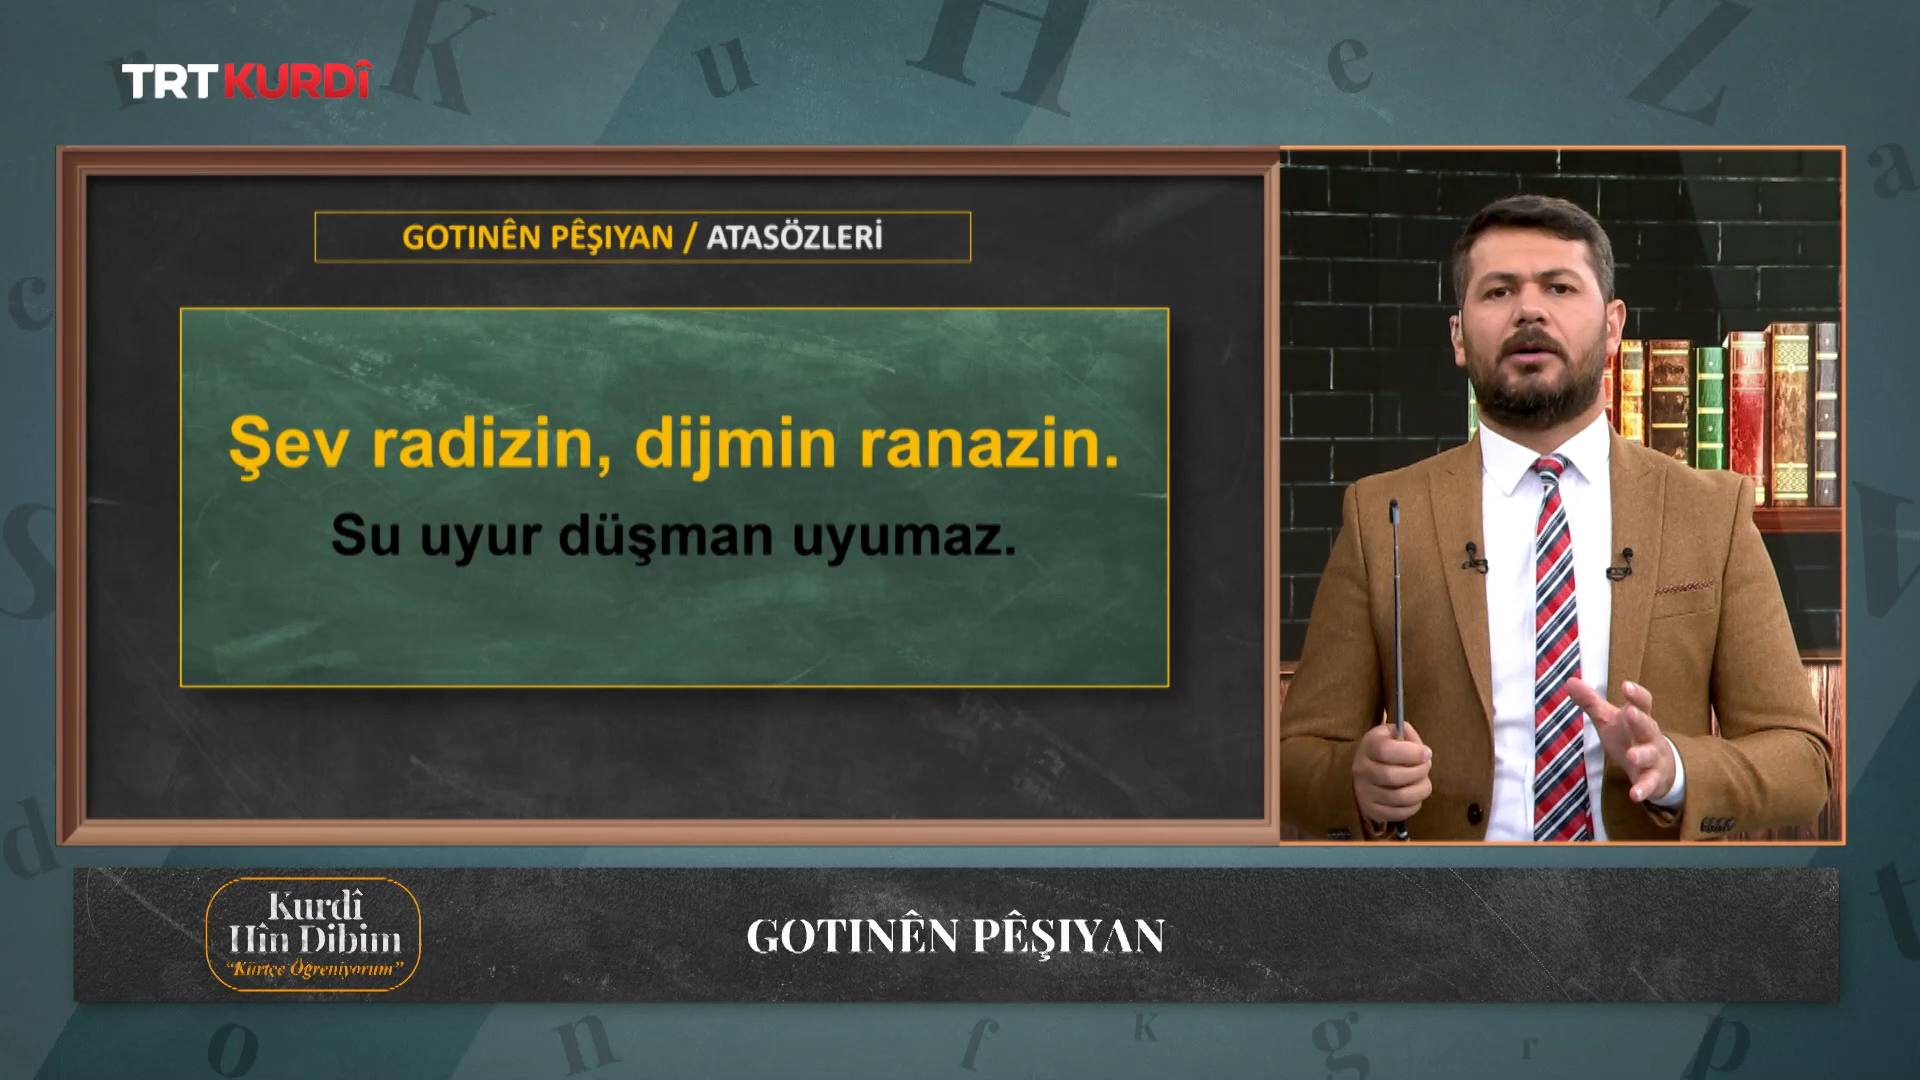 TRT KURDÎ
GOTINÊN PÊŞIYAN / ATASÖZLERİ
Şev radizin, dijmin ranazin.
Su uyur düşman uyumaz.
Kurdî
Hîn Dibim
“Kürtçe Öğreniyorum”
GOTINÊN PÊŞIYAN